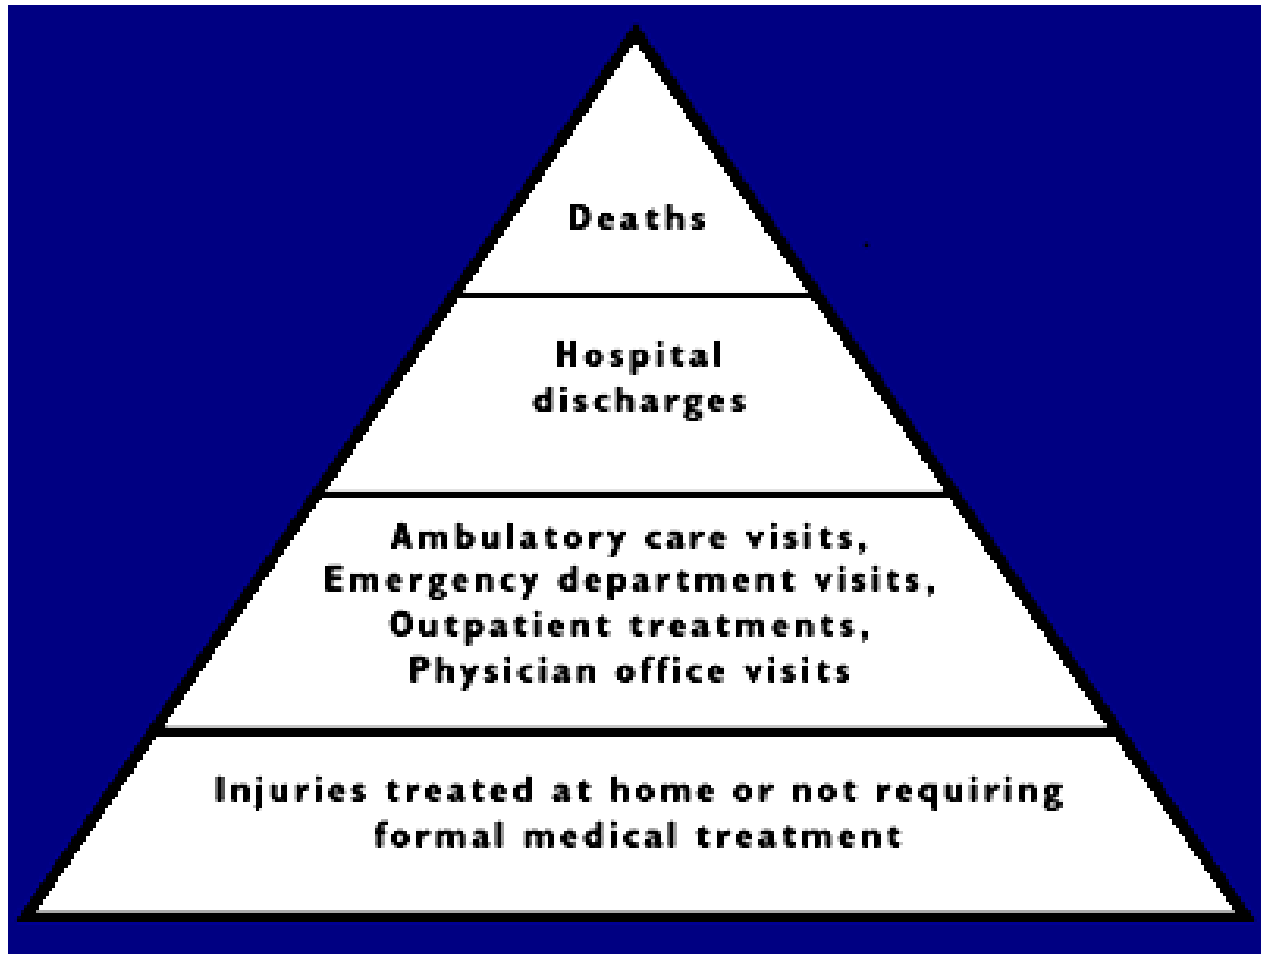 Deaths
Hospital
discharges
Ambulatory care visits,
Emergency department visits,
Outpatient treatments,
Physician office visits
Injuries treated at home or not requiring
formal medical treatment